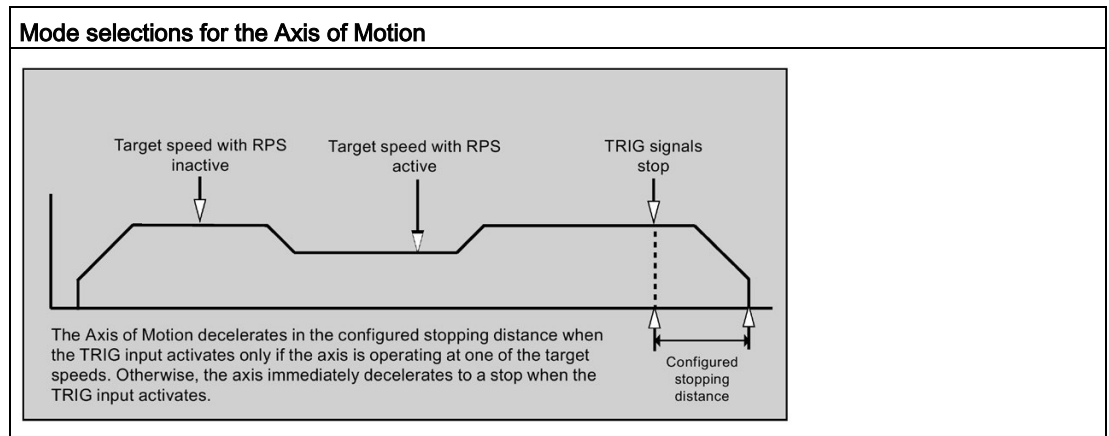 Mode selections for the Axis of Motion
Target speed with RPS
inactive
Target speed with RPS
active
TRIG signals
stop
The Axis of Motion decelerates in the configured stopping distance when
the TRIG input activates only if the axis is operating at one of the target
speeds. Otherwise, the axis immediately decelerates to a stop when the
TRIG input activates.
Configured
stopping
distance